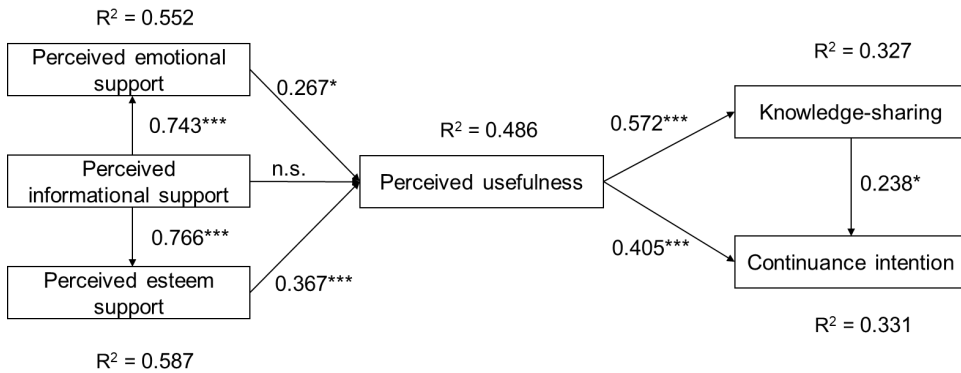 R² = 0.552
Perceived emotional
support
0.267*
0.743***
Perceived
informational support
n.s.
0.766***
Perceived esteem
support
0.367***
R² = 0.587
R² = 0.486
Perceived usefulness
0.572***
0.405***
R² = 0.327
Knowledge-sharing
0.238*
Continuance intention
R² = 0.331